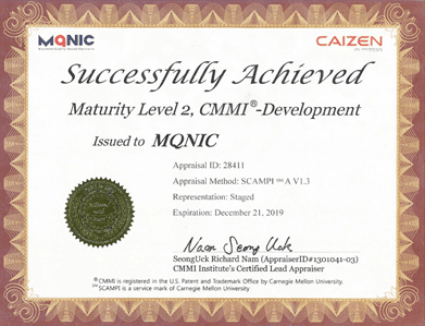 MQNIC
CAIZEN
Successfully Achieved
Maturity Level 2, CMMI®-Development
Issued to MQNIC
Appraisal ID: 28411
Appraisal Method: SCAMPI ℠ A V1.3
Representation: Staged
Expiration: December 21, 2019
Nam Seong Uek
SeongUck Richard Nam (AppraiserID#1301041-03)
CMMI Institute's Certified Lead Appraiser
®CMMI is registered in the U.S. Patent and Trademark Office by Carnegie Mellon University.
℠SCAMPI is a service mark of Carnegie Mellon University.